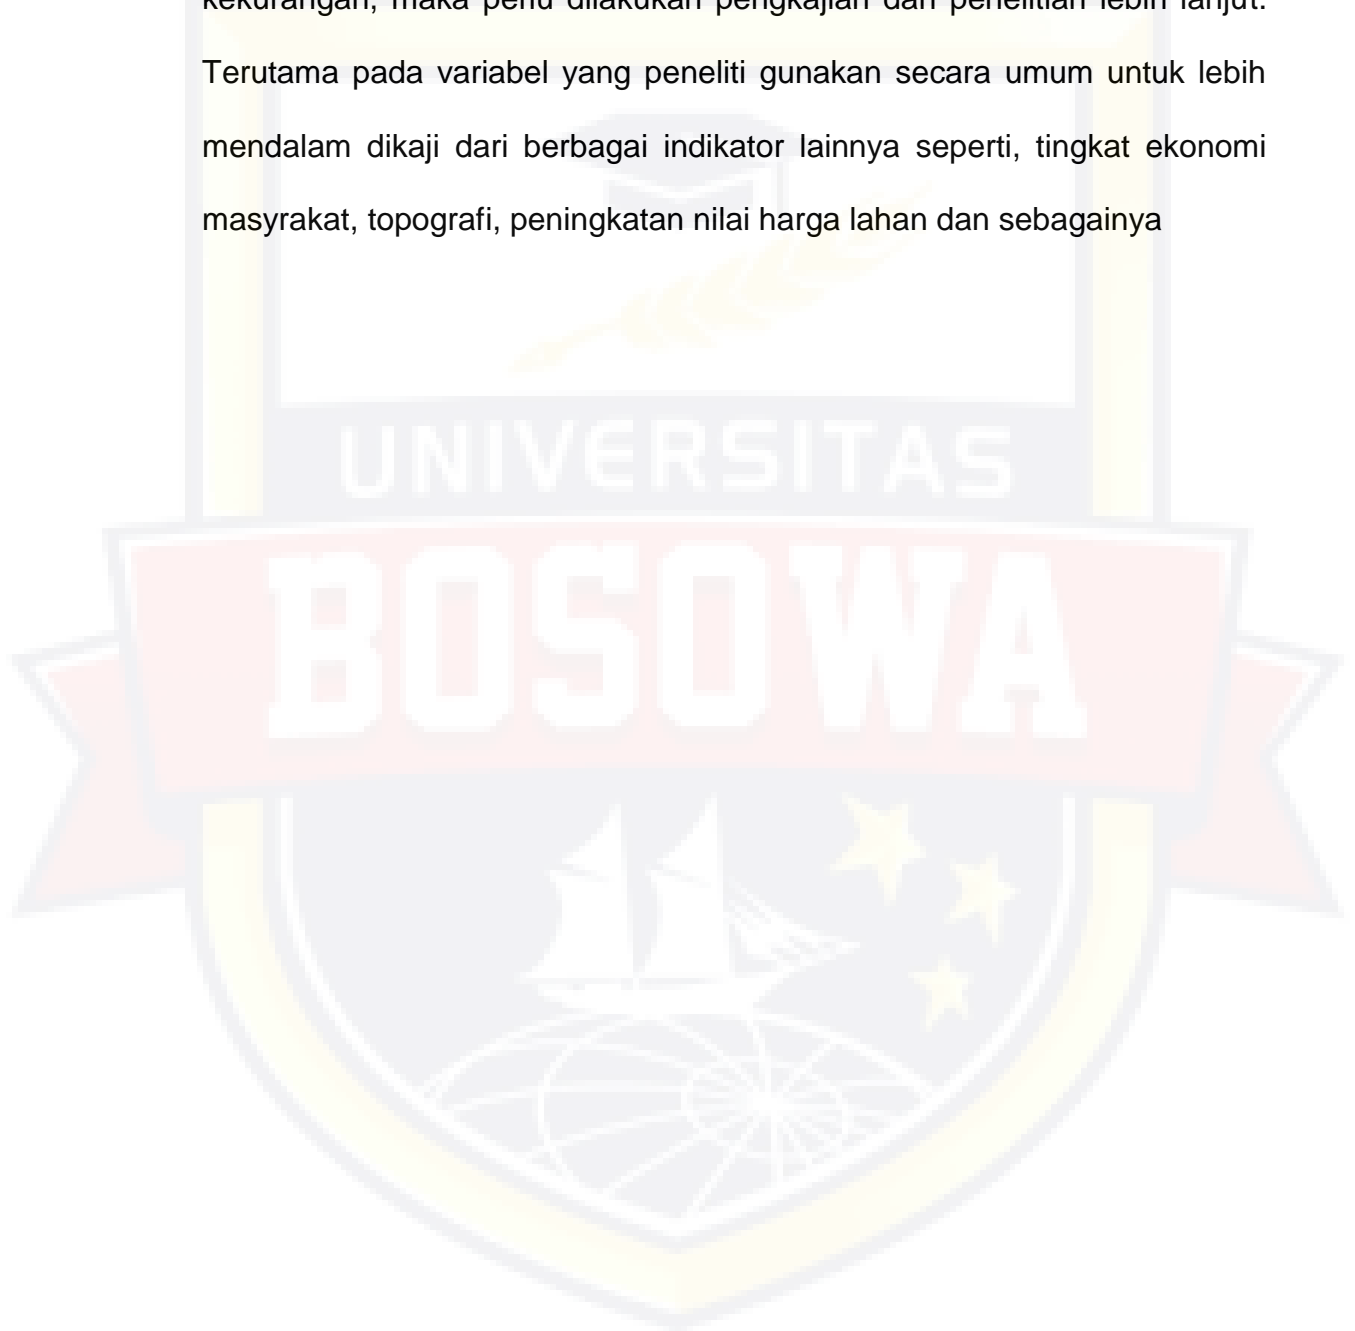 kekurangan, maka perlu dilakukan pengkajian dan penelitian lebih lanjut.
Terutama pada variabel yang peneliti gunakan secara umum untuk lebih
mendalam dikaji dari berbagai indikator lainnya seperti, tingkat ekonomi
masyrakat, topografi, peningkatan nilai harga lahan dan sebagainya
UNIVERSITAS
BOSOWA